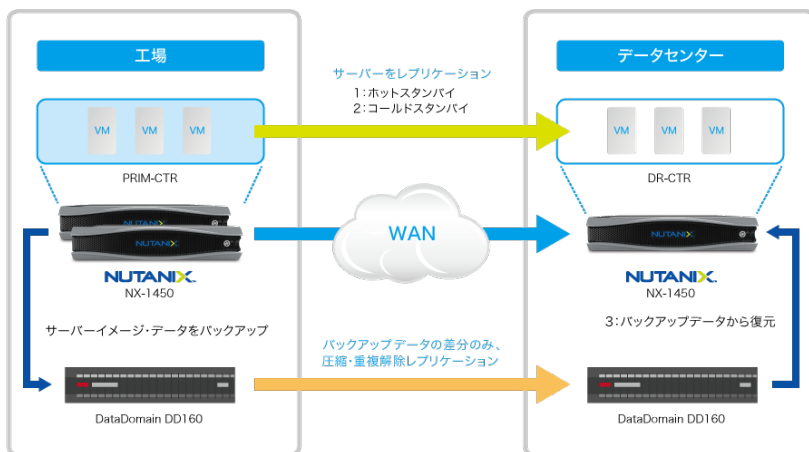 工場
データセンター
サーバーをレプリケーション
1：ホットスタンバイ
2：コールドスタンバイ
VM
VM
VM
VM
VM
VM
PRIM-CTR
DR-CTR
WAN
NUTANIX
NUTANIX
NUTANIX
NUTANIX
NX-1450
NUTANIX
NX-1450
サーバーイメージ・データをバックアップ
3：バックアップデータから復元
バックアップデータの差分のみ、
圧縮・重複解除レプリケーション
DataDomain DD160
DataDomain DD160